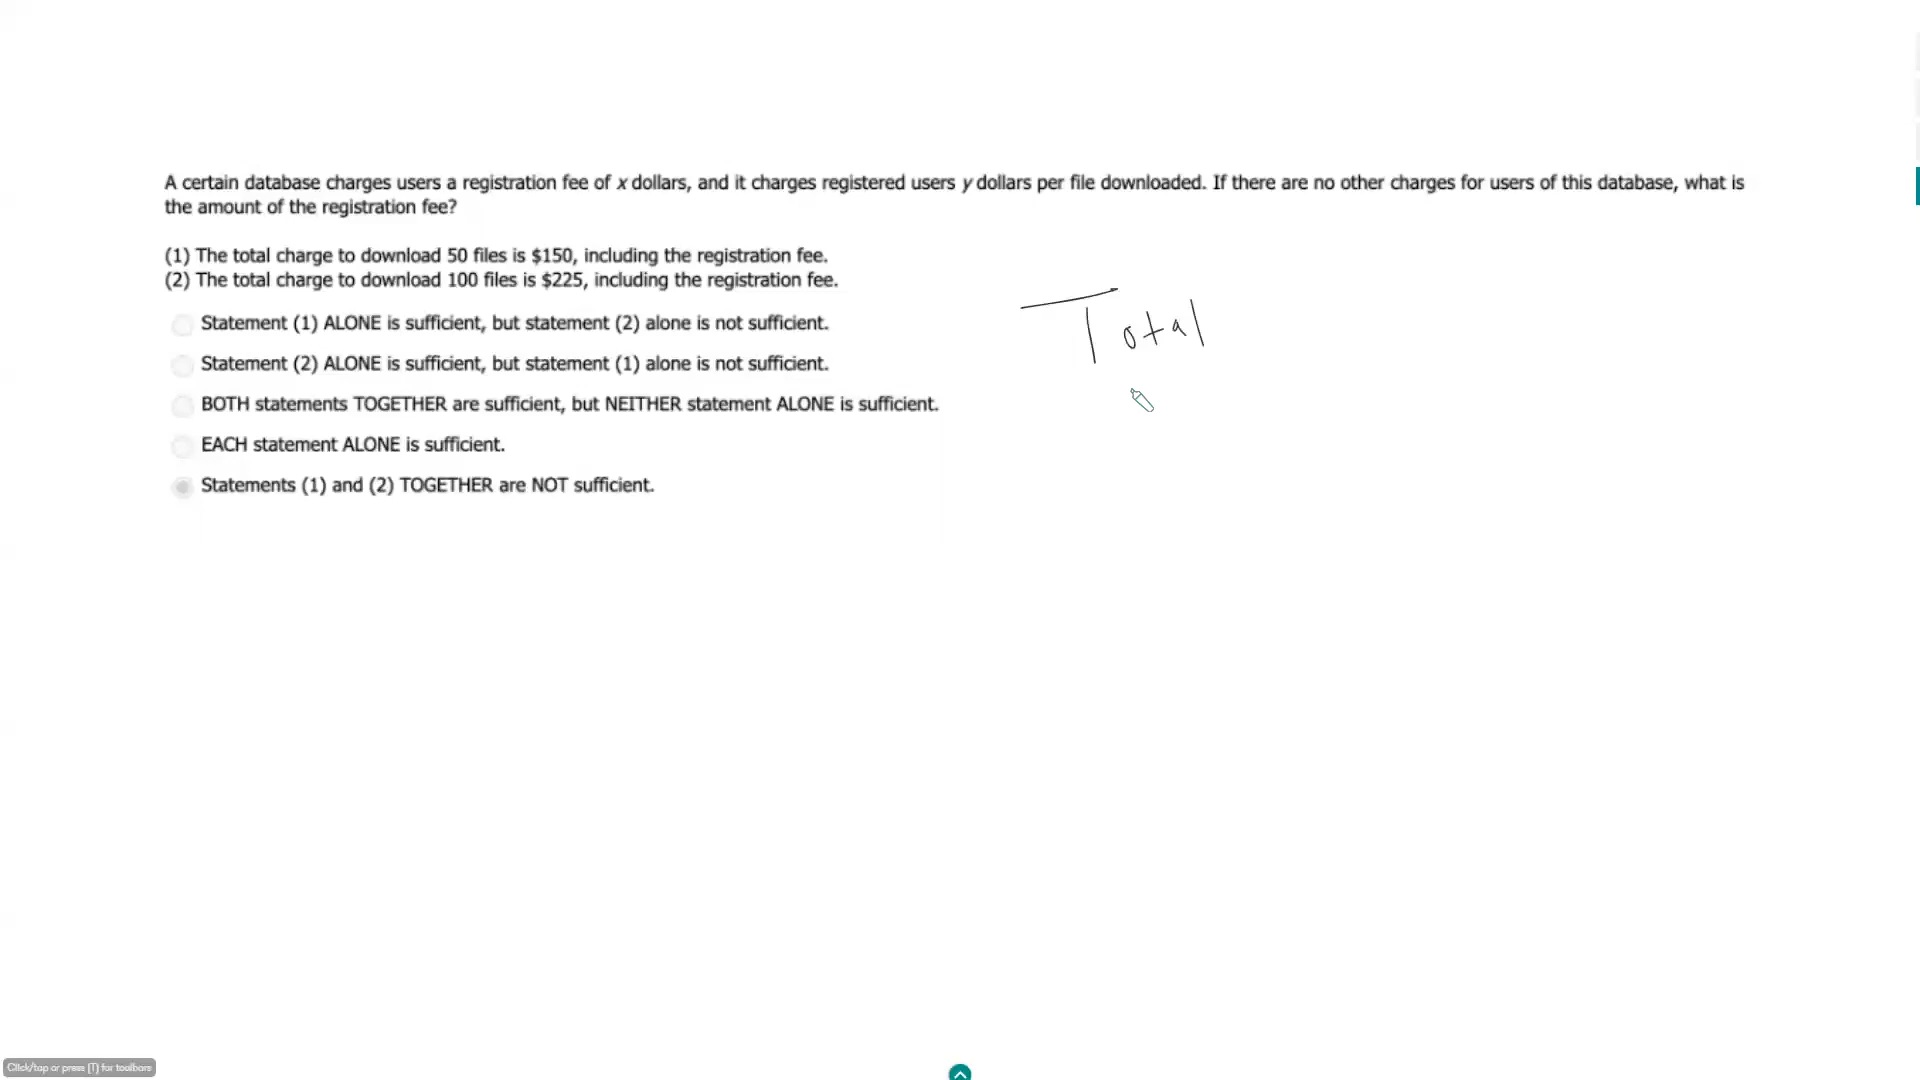 A certain database charges users a registration fee of x dollars, and it charges registered users y dollars per file downloaded. If there are no other charges for users of this database, what is
the amount of the registration fee?
(1) The total charge to download 50 files is $150, including the registration fee.
(2) The total charge to download 100 files is $225, including the registration fee.
Statement (1) ALONE is sufficient, but statement (2) alone is not sufficient.
Statement (2) ALONE is sufficient, but statement (1) alone is not sufficient.
BOTH statements TOGETHER are sufficient, but NEITHER statement ALONE is sufficient.
EACH statement ALONE is sufficient.
Statements (1) and (2) TOGETHER are NOT sufficient.
Total
Click/tap or press [T] for toolbars